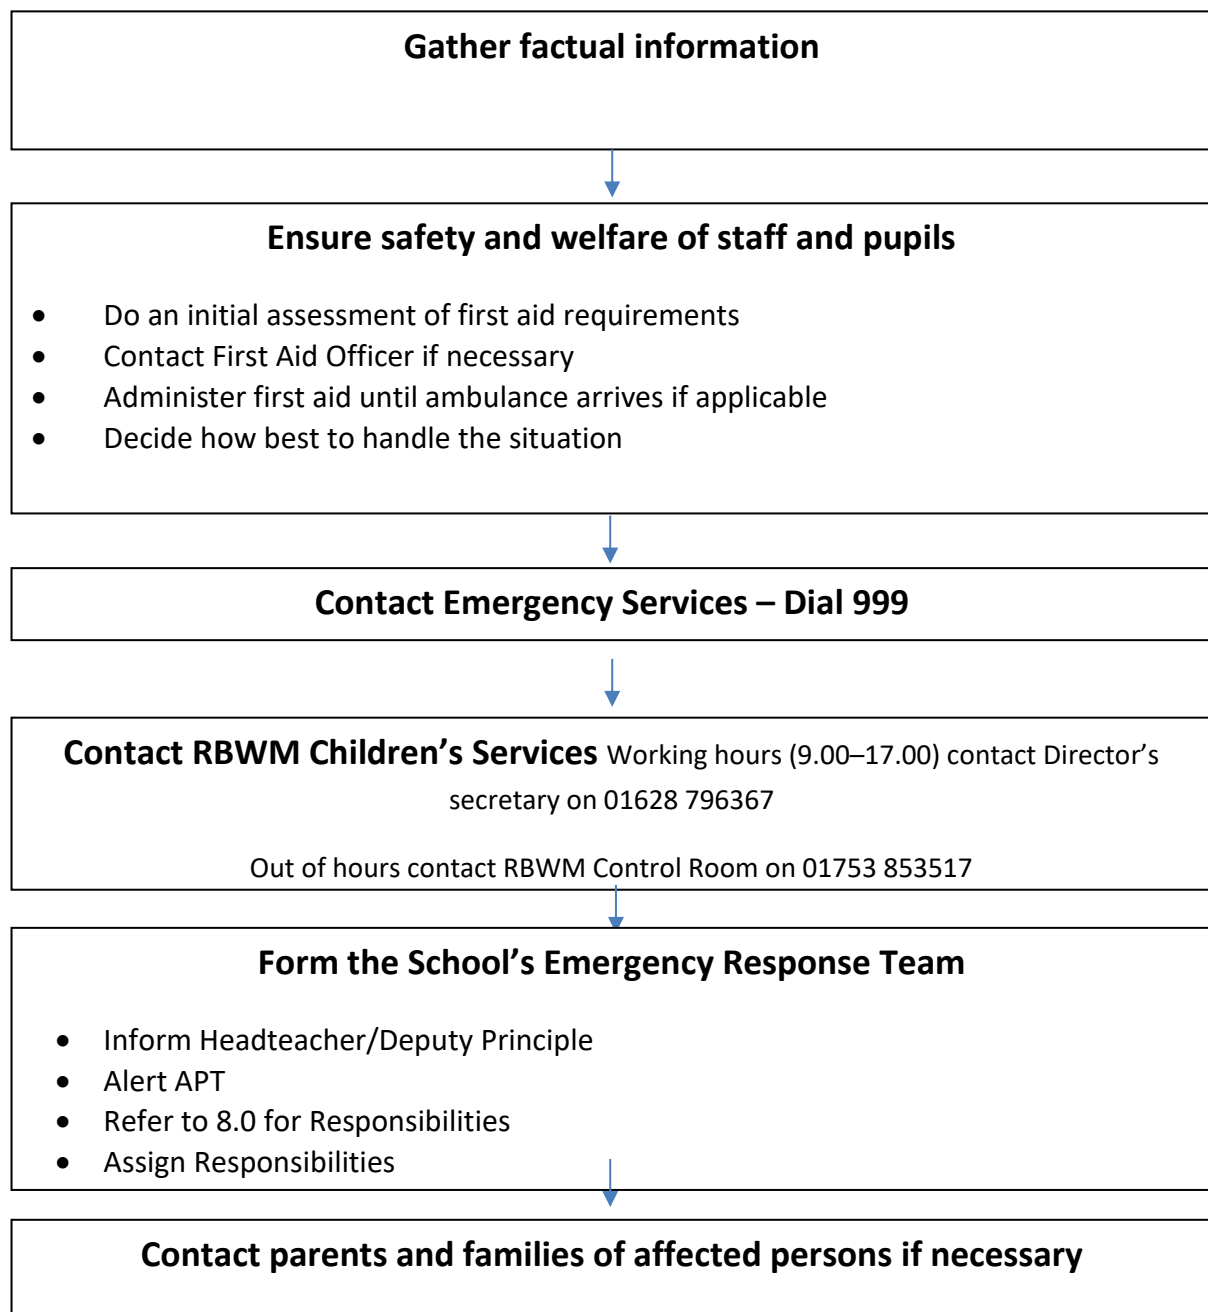 Gather factual information
Ensure safety and welfare of staff and pupils
• Do an initial assessment of first aid requirements
• Contact First Aid Officer if necessary
• Administer first aid until ambulance arrives if applicable
• Decide how best to handle the situation
Contact Emergency Services – Dial 999
Contact RBWM Children’s Services Working hours (9.00–17.00) contact Director’s
secretary on 01628 796367
Out of hours contact RBWM Control Room on 01753 853517
Form the School’s Emergency Response Team
• Inform Headteacher/Deputy Principle
• Alert APT
• Refer to 8.0 for Responsibilities
• Assign Responsibilities
Contact parents and families of affected persons if necessary